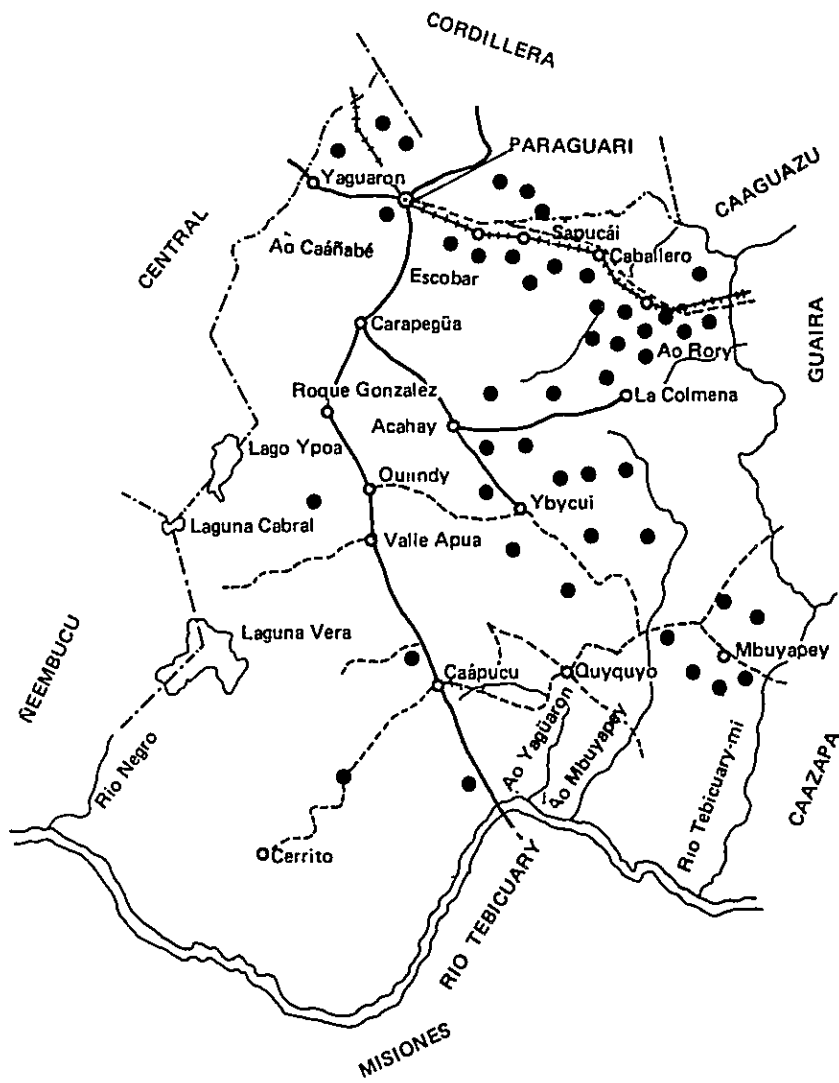 CORDILLERA
PARAGUARI
Yaguaron
CAAGUAZU
CENTRAL
Ao Caáñabé
Sapucái
Caballero
Escobar
GUAIRA
Carapegüa
Ao Rory
Roque Gonzalez
La Colmena
Acahay
Lago Ypoa
Quiindy
Ybycui
Laguna Cabral
Valle Apua
Laguna Vera
Mbuyapey
ÑEEMBUCU
Caápucu
Quyquyo
Ao Yagüaron
Ao Mbuyapey
Rio Negro
Rio Tebicuary-mi
CAAZAPA
Cerrito
RIO TEBICUARY
MISIONES